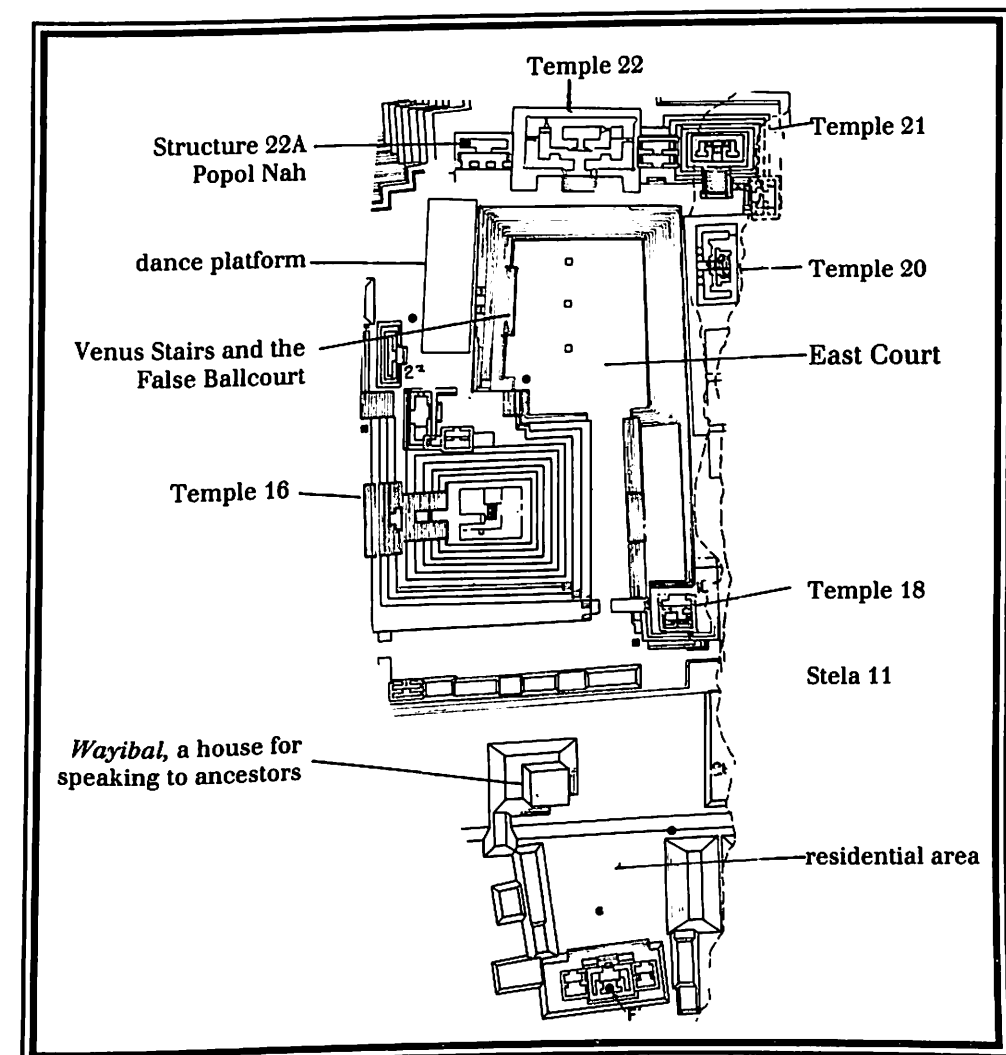 Temple 22
Structure 22A
Popol Nah
Temple 21
dance platform
Temple 20
Venus Stairs and the
False Ballcourt
East Court
Temple 16
Temple 18
Stela 11
Wayibal, a house for
speaking to ancestors
residential area